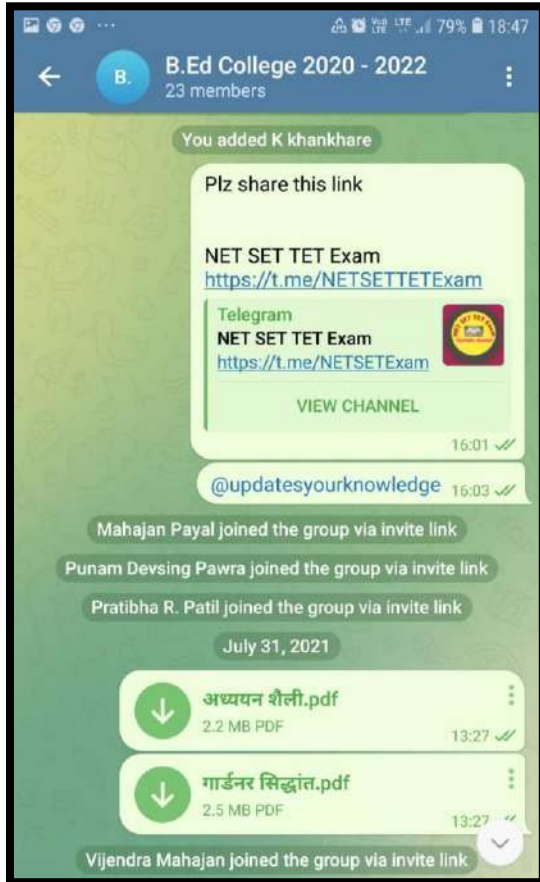 79% 18:47
B. B.Ed College 2020 - 2022
23 members
You added K khankhare
Plz share this link
NET SET TET Exam
https://t.me/NETSETTETExam
Telegram
NET SET TET Exam
https://t.me/NETSETExam
VIEW CHANNEL
16:01
@updatesyourknowledge 16:03
Mahajan Payal joined the group via invite link
Punam Devsing Pawra joined the group via invite link
Pratibha R. Patil joined the group via invite link
July 31, 2021
अध्ययन शैली.pdf
2.2 MB PDF
13:27
गार्डनर सिद्धांत.pdf
2.5 MB PDF
13:27
Vijendra Mahajan joined the group via invite link